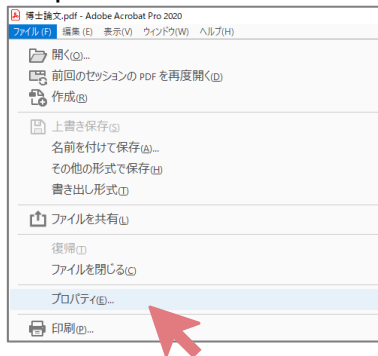 博士論文.pdf - Adobe Acrobat Pro 2020
ファイル(F) 編集(E) 表示(V) ウィンドウ(W) ヘルプ(H)
開く(O)...
前回のセッションの PDF を再度開く(D)
作成(R)
上書き保存(S)
名前を付けて保存(A)...
その他の形式で保存(H)
書き出し形式(T)
ファイルを共有(L)
復帰(T)
ファイルを閉じる(C)
プロパティ(E)...
印刷(P)...